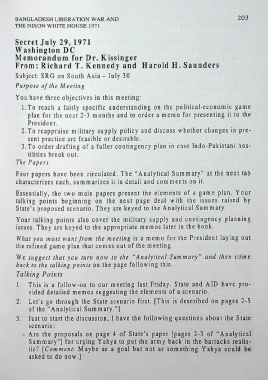 BANGLADESH LIBERATION WAR AND 203
THE NIXON WHITE HOUSE 1971
Secret July 29, 1971
Washington DC
Memorandum for Dr. Kissinger
From: Richard T. Kennedy and Harold H. Saunders
Subject: SRG on South Asia - July 30
Purpose of the Meeting
You have three objectives in this meeting:
1. To reach a fairly specific understanding on the political-economic game
plan for the next 2-3 months and to order a memo for presenting it to the
President.
2. To reappraise military supply policy and discuss whether changes in pre-
sent practice are feasible or desirable.
3. To order drafting of a fuller contingency plan in case Indo-Pakistani hos-
tilities break out.
The Papers
Four papers have been circulated. The "Analytical Summary" at the next tab
characterizes each, summarizes it in detail and comments on it.
Essentially, the two main papers present the elements of a game plan. Your
talking points beginning on the next page deal with the issues raised by
State's proposed scenario. They are keyed to the Analytical Summary.
Your talking points also cover the military supply and contingency planning
issues. They are keyed to the appropriate memos later in the book.
What you most want from the meeting is a memo for the President laying out
the refined game plan that comes out of the meeting.
We suggest that you turn now to the "Analytical Summary" and then come
back to the talking points on the page following this.
Talking Points
1. This is a follow-on to our meeting last Friday. State and AID have pro-
vided detailed memos suggesting the elements of a scenario.
2. Let's go through the State scenario first. [This is described on pages 2-5
of the "Analytical Summary."]
3. Just to start the discussion, I have the following questions about the State
scenario:
- Are the proposals on page 4 of State's paper [pages 2-3 of "Analytical
Summary"] for urging Yahya to put the army back in the barracks realis-
tic? [Comment: Maybe as a goal but not as something Yahya could be
asked to do now.]